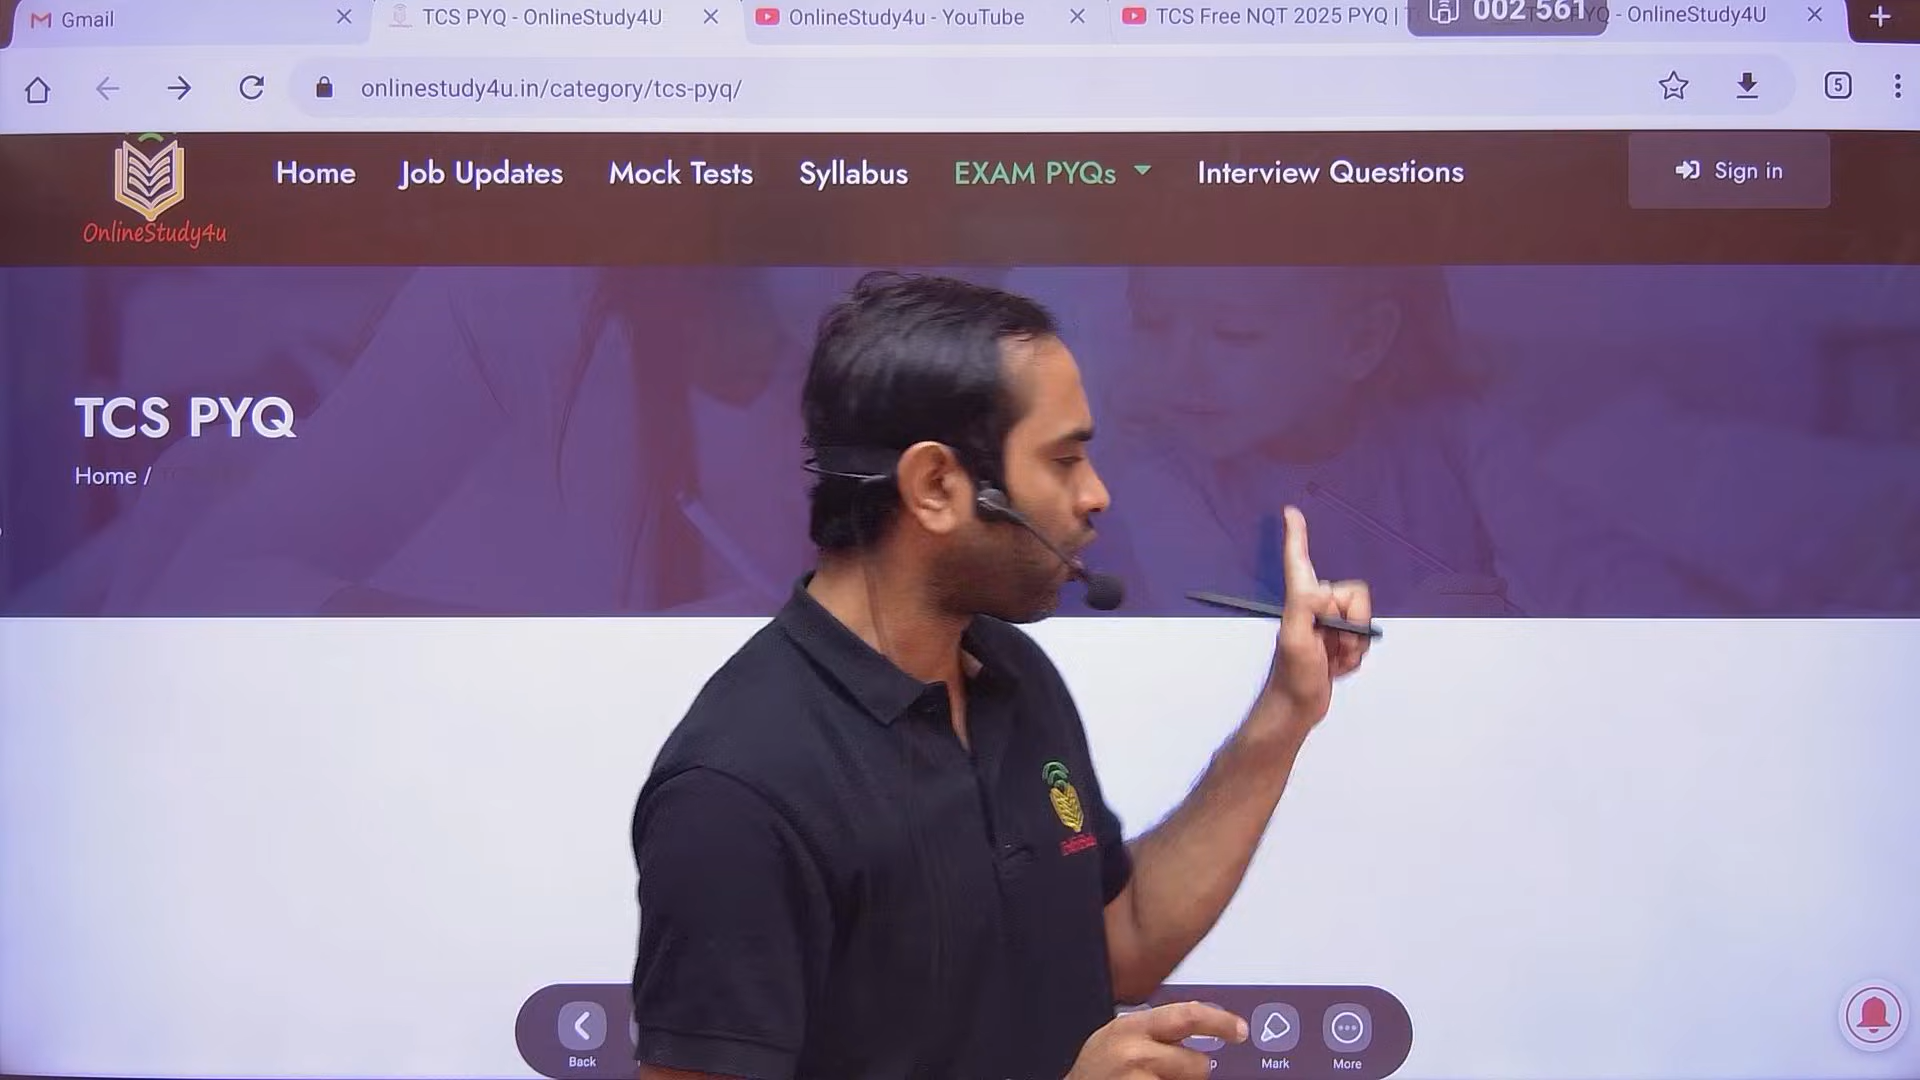 Gmail
TCS PYQ - OnlineStudy4U
OnlineStudy4u - YouTube
TCS Free NQT 2025 PYQ |
002 561
- OnlineStudy4U
onlinestudy4u.in/category/tcs-pyq/
5
Home
Job Updates
Mock Tests
Syllabus
EXAM PYQs
Interview Questions
Sign in
OnlineStudy4u
TCS PYQ
Home /
Back
Mark
More